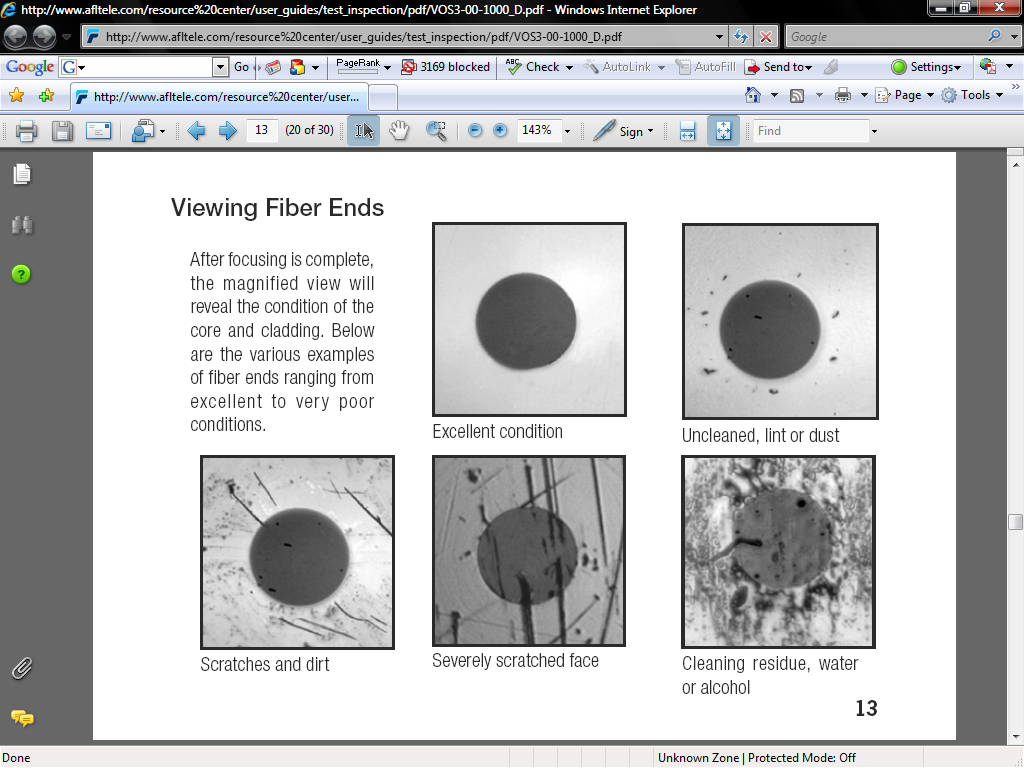 http://www.afltele.com/resource%20center/user_guides/test_inspection/pdf/VOS3-00-1000_D.pdf - Windows Internet Explorer
http://www.afltele.com/resource%20center/user_guides/test_inspection/pdf/VOS3-00-1000_D.pdf
Google
Google G Go PageRank 3169 blocked ABC Check AutoLink AutoFill Send to Settings
http://www.afltele.com/resource%20center/user... Page Tools
13 (20 of 30) 143% Sign Find
Viewing Fiber Ends
After focusing is complete,
the magnified view will
reveal the condition of the
core and cladding. Below
are the various examples
of fiber ends ranging from
excellent to very poor
conditions.
Excellent condition
Uncleaned, lint or dust
Scratches and dirt
Severely scratched face
Cleaning residue, water
or alcohol
13
Done
Unknown Zone | Protected Mode: Off